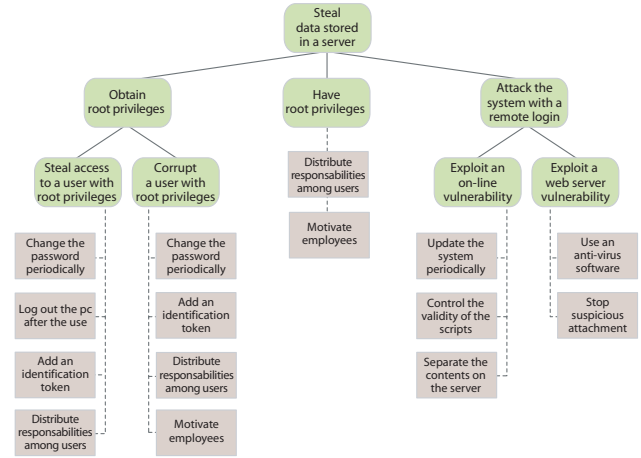 Steal
data stored
in a server
Obtain
root privileges
Have
root privileges
Attack the
system with a
remote login
Steal access
to a user with
root privileges
Corrupt
a user with
root privileges
Distribute
responsabilities
among users
Motivate
employees
Exploit an
on-line
vulnerability
Exploit a
web server
vulnerability
Change the
password
periodically
Log out the pc
after the use
Add an
identification
token
Distribute
responsabilities
among users
Change the
password
periodically
Add an
identification
token
Distribute
responsabilities
among users
Motivate
employees
Update the
system
periodically
Control the
validity of the
scripts
Separate the
contents on
the server
Use an
anti-virus
software
Stop
suspicious
attachment